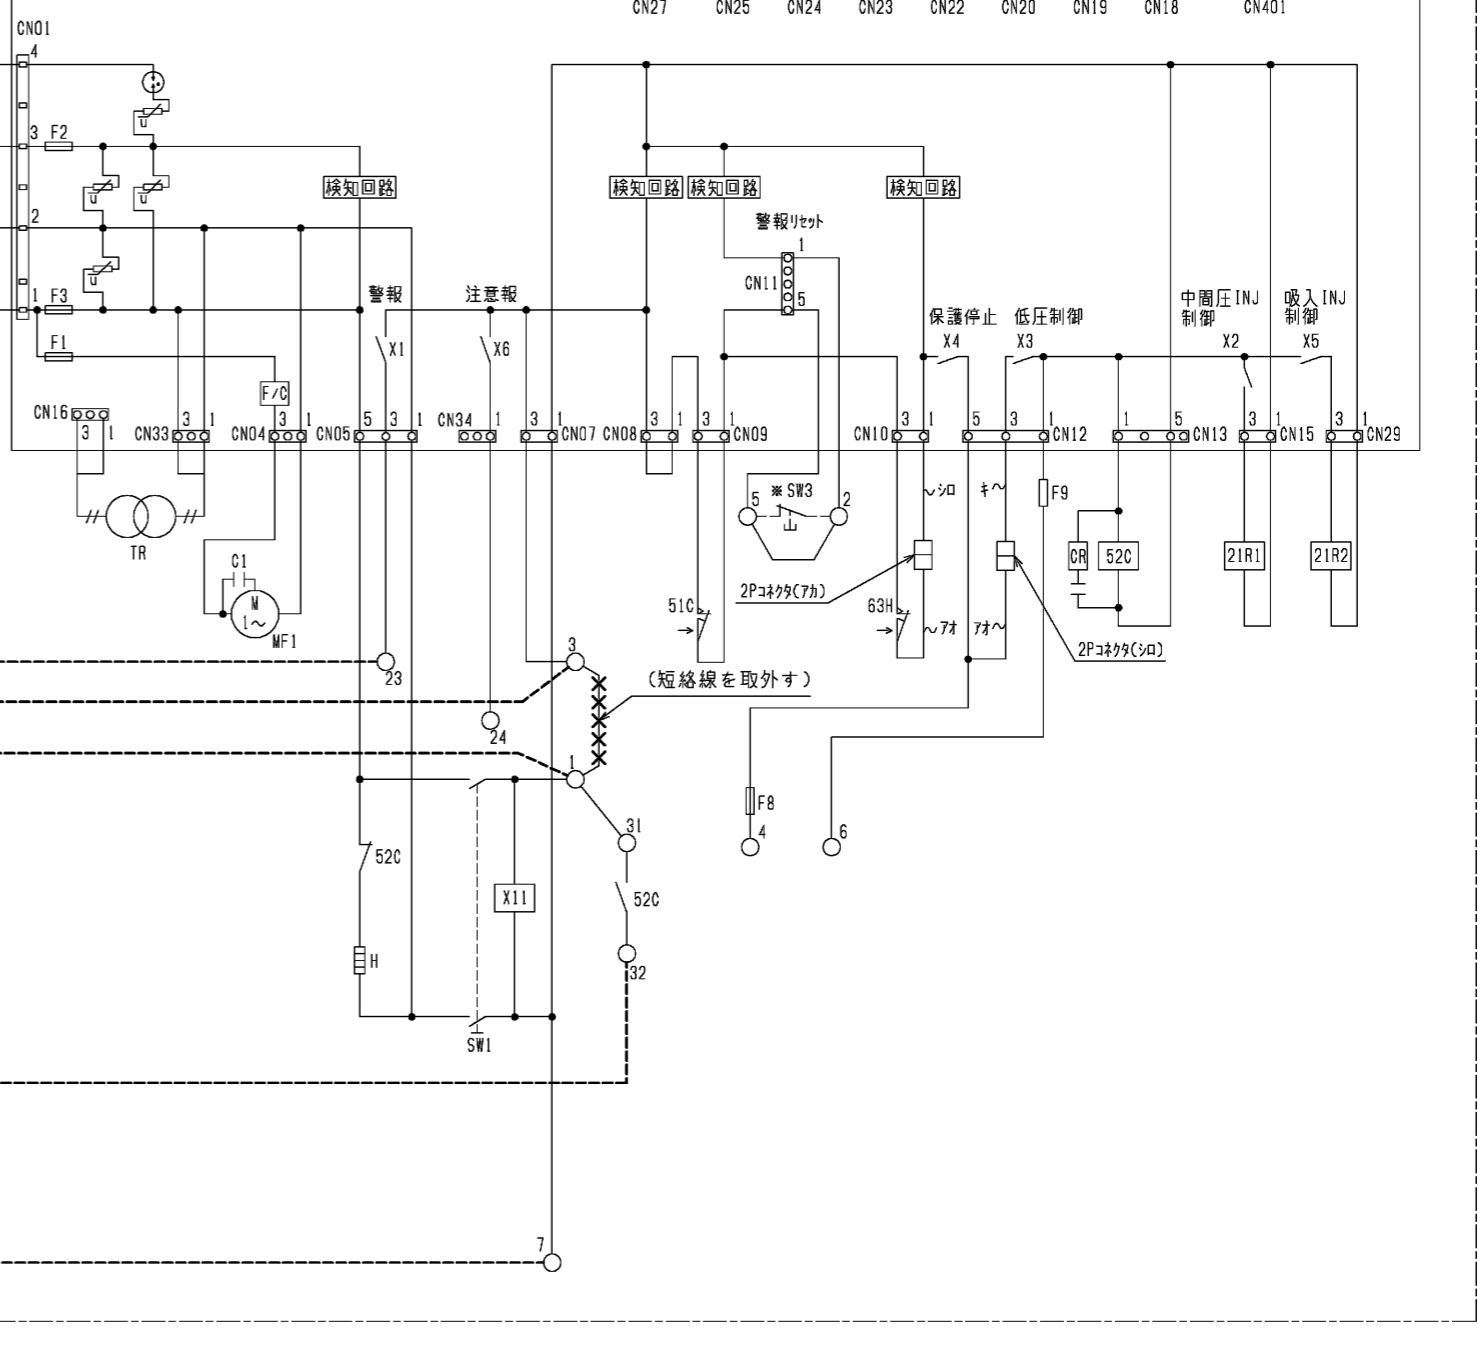 CN27 CN25 CN24 CN23 CN22 CN20 CN19 CN18 CN401
CN01
4
3 F2
検知回路 検知回路 検知回路 検知回路
u
u u
2
警報リセット
1
CN11
5
u
1 F3
警報 注意報
保護停止 低圧制御
中間圧INJ
制御
吸入INJ
制御
F1
X1 X6 X4 X3 X2 X5
F/C
CN16
3 1
CN33 3 1
CN04 3 1
CN05 5 3 1
CN34 1
3 1 CN07
CN08 3 1
3 1 CN09
CN10 3 1
5 3 1 CN12
1 5 CN13
3 1 CN15
3 1 CN29
TR
※SW3
5 2
シロ キ
F9
C1
M
1～
MF1
2Pコネクタ(アカ)
CR 52C 21R1 21R2
51C
63H
アオ アオ
2Pコネクタ(シロ)
23
3
(短絡線を取外す)
24
1
F8
4 6
31
52C
X11
52C
H
32
SW1
7